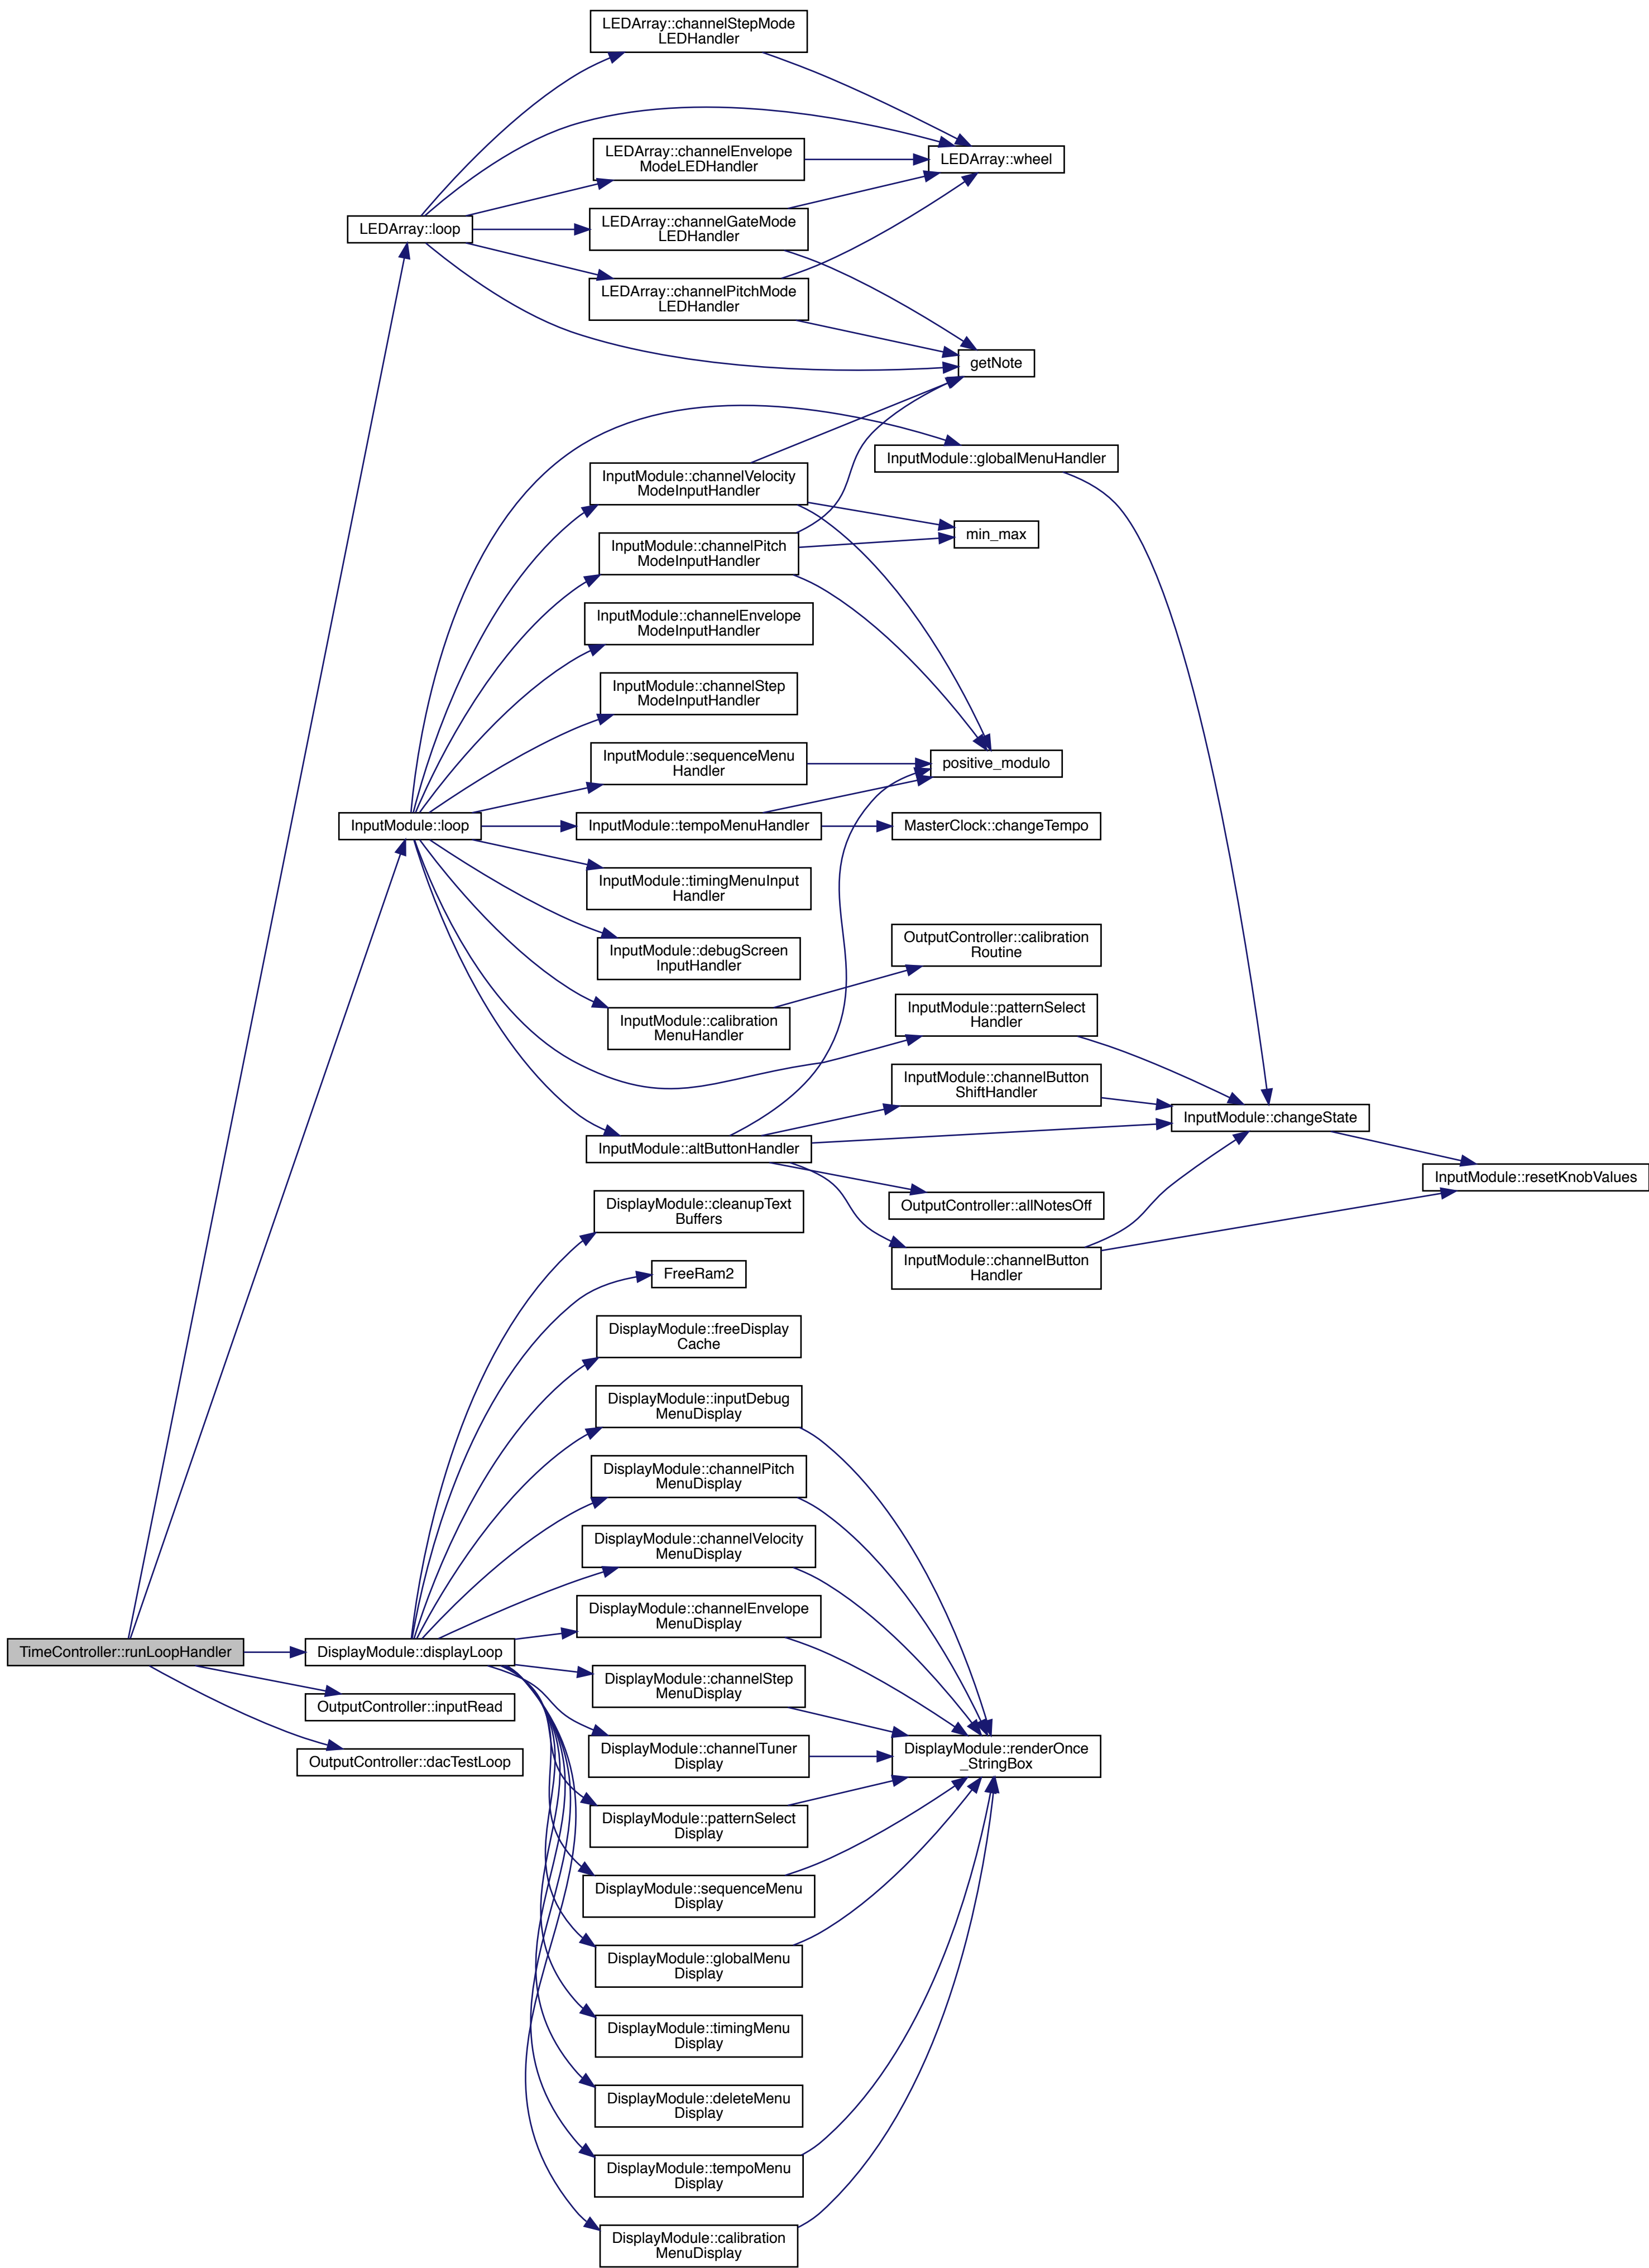 LEDArray::channelStepMode
LEDHandler
LEDArray::channelEnvelope
ModeLEDHandler
LEDArray::wheel
LEDArray::loop
LEDArray::channelGateMode
LEDHandler
LEDArray::channelPitchMode
LEDHandler
getNote
InputModule::globalMenuHandler
InputModule::channelVelocity
ModeInputHandler
min_max
InputModule::channelPitch
ModeInputHandler
InputModule::channelEnvelope
ModeInputHandler
InputModule::channelStep
ModeInputHandler
InputModule::sequenceMenu
Handler
positive_modulo
InputModule::loop
InputModule::tempoMenuHandler
MasterClock::changeTempo
InputModule::timingMenuInput
Handler
InputModule::debugScreen
InputHandler
OutputController::calibration
Routine
InputModule::calibration
MenuHandler
InputModule::patternSelect
Handler
InputModule::channelButton
ShiftHandler
InputModule::changeState
InputModule::altButtonHandler
InputModule::resetKnobValues
OutputController::allNotesOff
InputModule::channelButton
Handler
DisplayModule::cleanupText
Buffers
FreeRam2
DisplayModule::freeDisplay
Cache
DisplayModule::inputDebug
MenuDisplay
DisplayModule::channelPitch
MenuDisplay
DisplayModule::channelVelocity
MenuDisplay
DisplayModule::channelEnvelope
MenuDisplay
TimeController::runLoopHandler
DisplayModule::displayLoop
DisplayModule::channelStep
MenuDisplay
OutputController::inputRead
DisplayModule::channelTuner
Display
DisplayModule::renderOnce
_StringBox
OutputController::dacTestLoop
DisplayModule::patternSelect
Display
DisplayModule::sequenceMenu
Display
DisplayModule::globalMenu
Display
DisplayModule::timingMenu
Display
DisplayModule::deleteMenu
Display
DisplayModule::tempoMenu
Display
DisplayModule::calibration
MenuDisplay